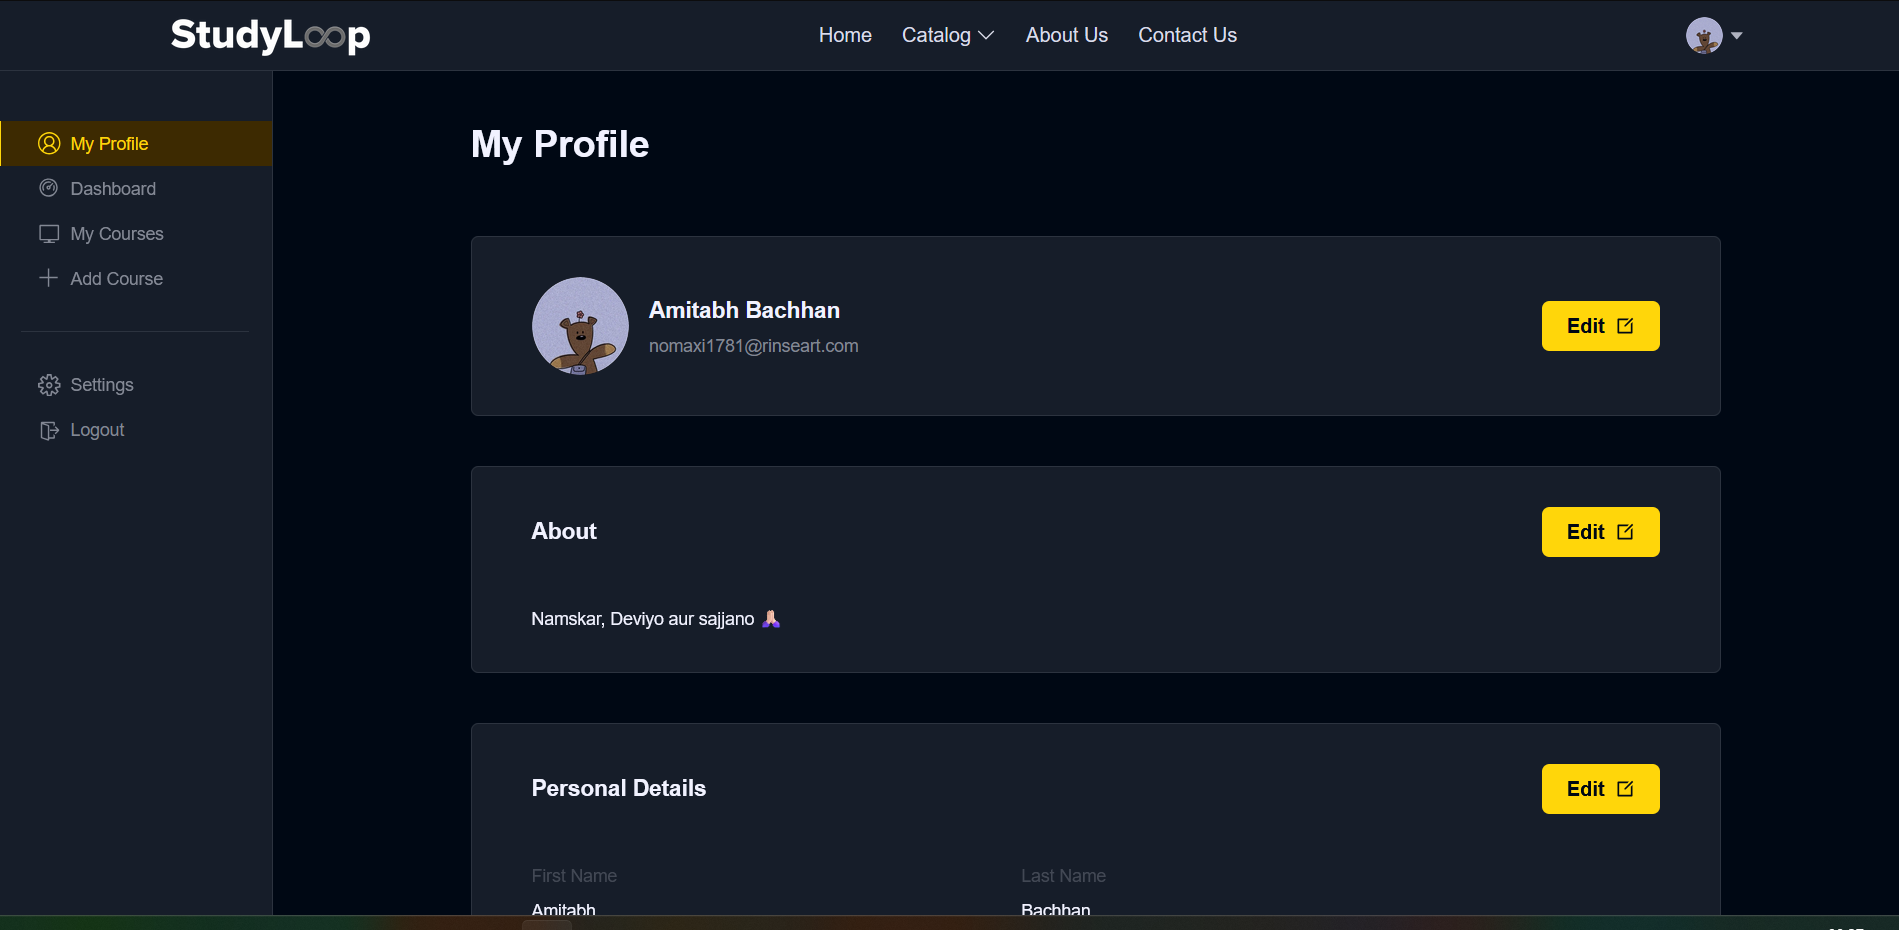 StudyLoop
Home Catalog About Us Contact Us
My Profile
Dashboard
My Courses
Add Course
Settings
Logout
My Profile
Amitabh Bachhan
nomaxi1781@rinseart.com
Edit
About
Edit
Namskar, Deviyo aur sajjano 🙏🏻
Personal Details
Edit
First Name
Last Name
Amitabh
Bachhan